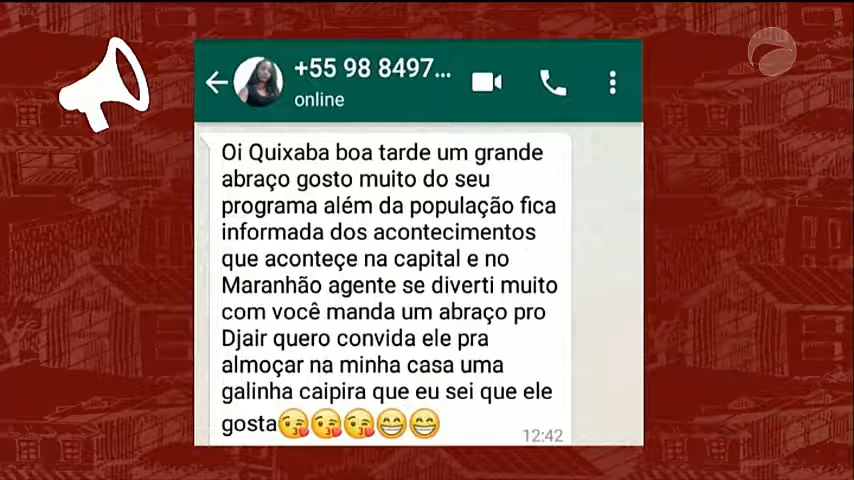 +55 98 8497...
online
Oi Quixaba boa tarde um grande
abraço gosto muito do seu
programa além da população fica
informada dos acontecimentos
que aconteçe na capital e no
Maranhão agente se diverti muito
com você manda um abraço pro
Djair quero convida ele pra
almoçar na minha casa uma
galinha caipira que eu sei que ele
gosta😘😘😘😁😁
12:42